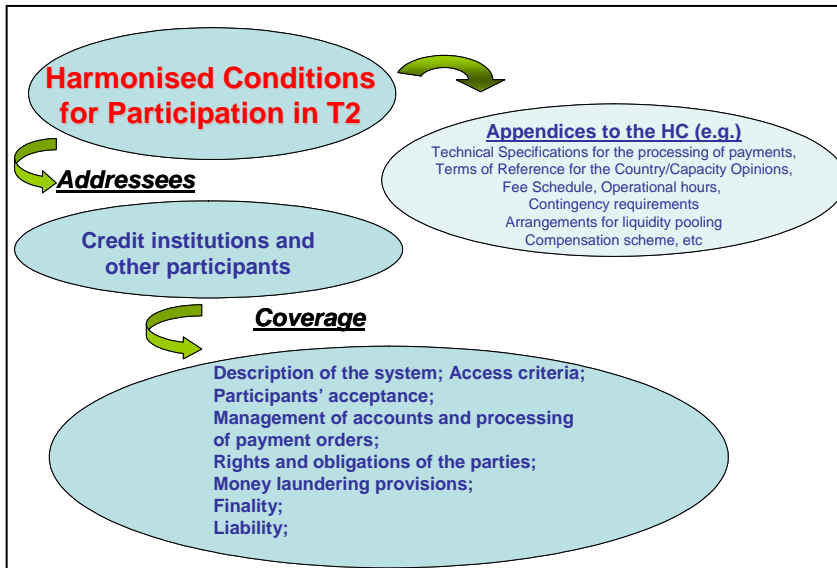 Harmonised Conditions
for Participation in T2
Appendices to the HC (e.g.)
Technical Specifications for the processing of payments,
Terms of Reference for the Country/Capacity Opinions,
Fee Schedule, Operational hours,
Contingency requirements
Arrangements for liquidity pooling
Compensation scheme, etc
Addressees
Credit institutions and
other participants
Coverage
Description of the system; Access criteria;
Participants’ acceptance;
Management of accounts and processing
of payment orders;
Rights and obligations of the parties;
Money laundering provisions;
Finality;
Liability;